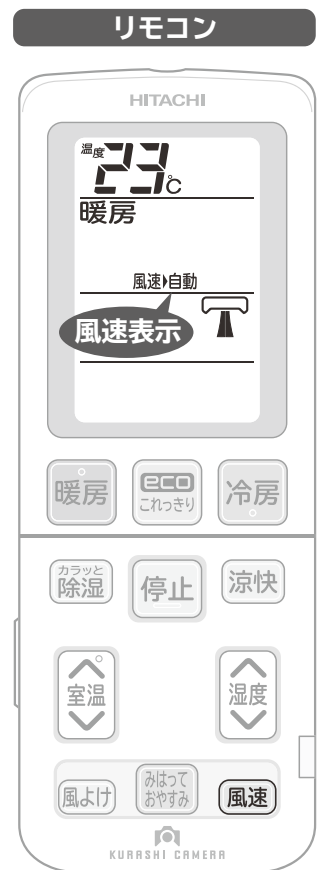 リモコン
HITACHI
温度23℃
暖房
風速▶自動
風速表示
暖房
eco
これっきり
冷房
カラッと
除湿
停止
涼快
室温
湿度
風よけ
みはって
おやすみ
風速
KURASHI CAMERA